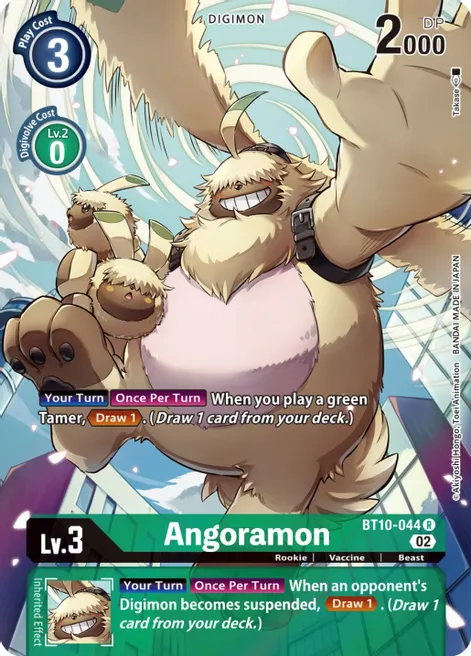 Play Cost
3
DIGIMON
DP
2000
Digivolve Cost
Lv.2
0
Takase
©Akiyoshi Hongo, Toei Animation BANDAI MADE IN JAPAN
Your Turn Once Per Turn When you play a green
Tamer, Draw 1. (Draw 1 card from your deck.)
BT10-044 R
Lv.3 Angoramon 02
Rookie | Vaccine | Beast
Inherited Effect
Your Turn Once Per Turn When an opponent's
Digimon becomes suspended, Draw 1. (Draw 1
card from your deck.)